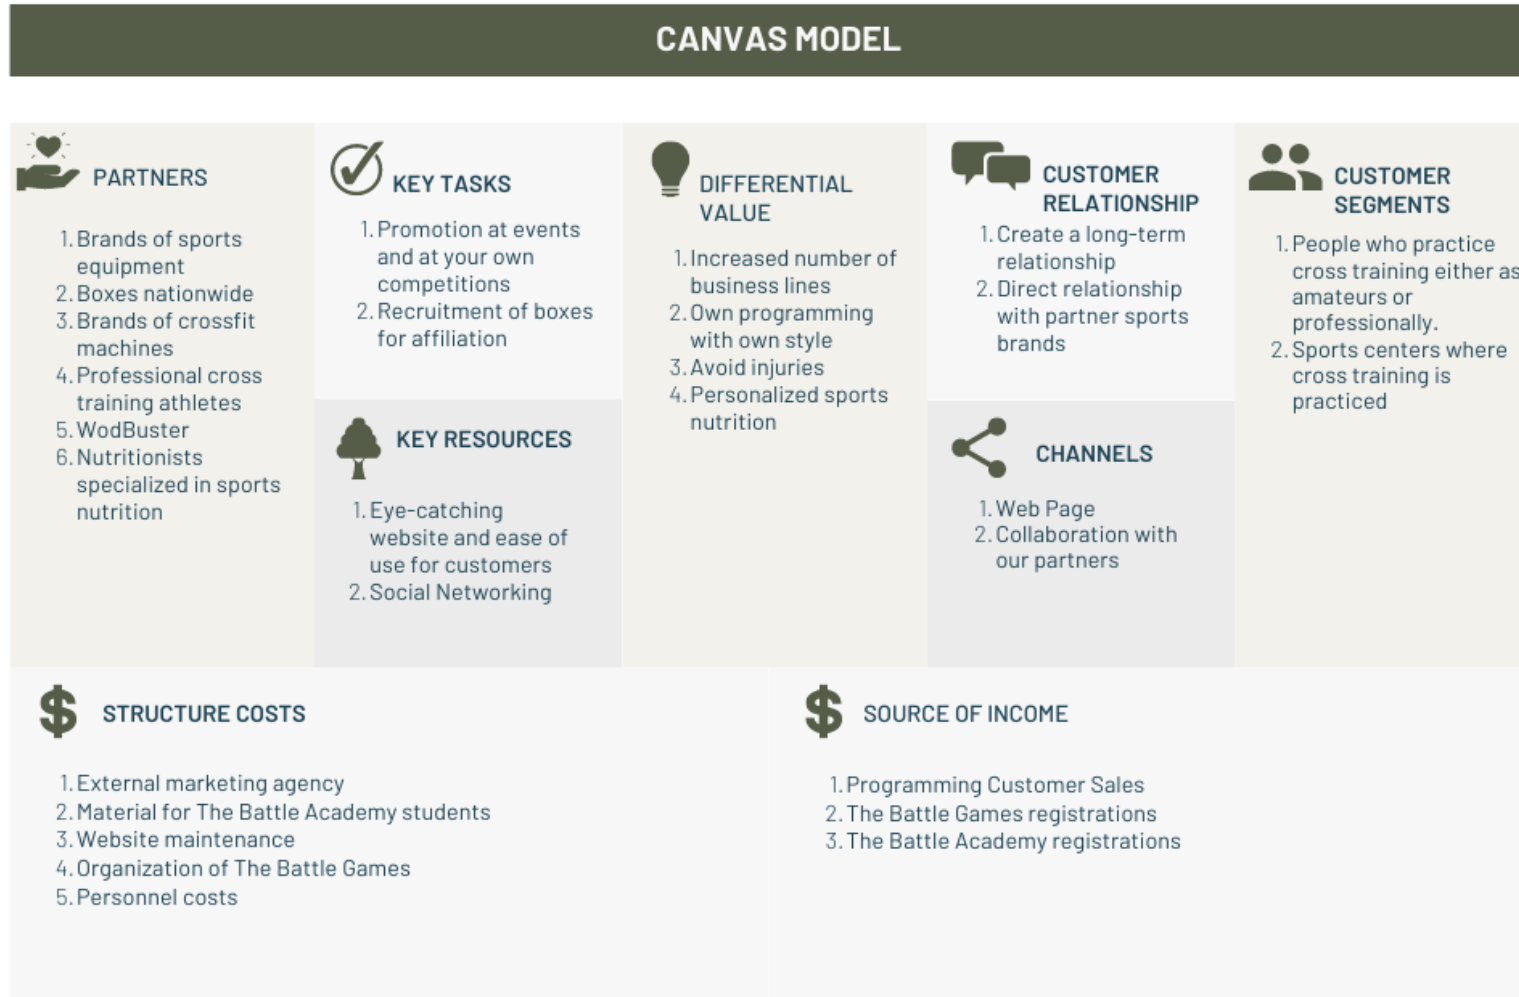 CANVAS MODEL
PARTNERS
1. Brands of sports
equipment
2. Boxes nationwide
3. Brands of crossfit
machines
4. Professional cross
training athletes
5. WodBuster
6. Nutritionists
specialized in sports
nutrition
KEY TASKS
1. Promotion at events
and at your own
competitions
2. Recruitment of boxes
for affiliation
KEY RESOURCES
1. Eye-catching
website and ease of
use for customers
2. Social Networking
DIFFERENTIAL
VALUE
1. Increased number of
business lines
2. Own programming
with own style
3. Avoid injuries
4. Personalized sports
nutrition
CUSTOMER
RELATIONSHIP
1. Create a long-term
relationship
2. Direct relationship
with partner sports
brands
CHANNELS
1. Web Page
2. Collaboration with
our partners
CUSTOMER
SEGMENTS
1. People who practice
cross training either as
amateurs or
professionally.
2. Sports centers where
cross training is
practiced
$ STRUCTURE COSTS
1. External marketing agency
2. Material for The Battle Academy students
3. Website maintenance
4. Organization of The Battle Games
5. Personnel costs
$ SOURCE OF INCOME
1. Programming Customer Sales
2. The Battle Games registrations
3. The Battle Academy registrations